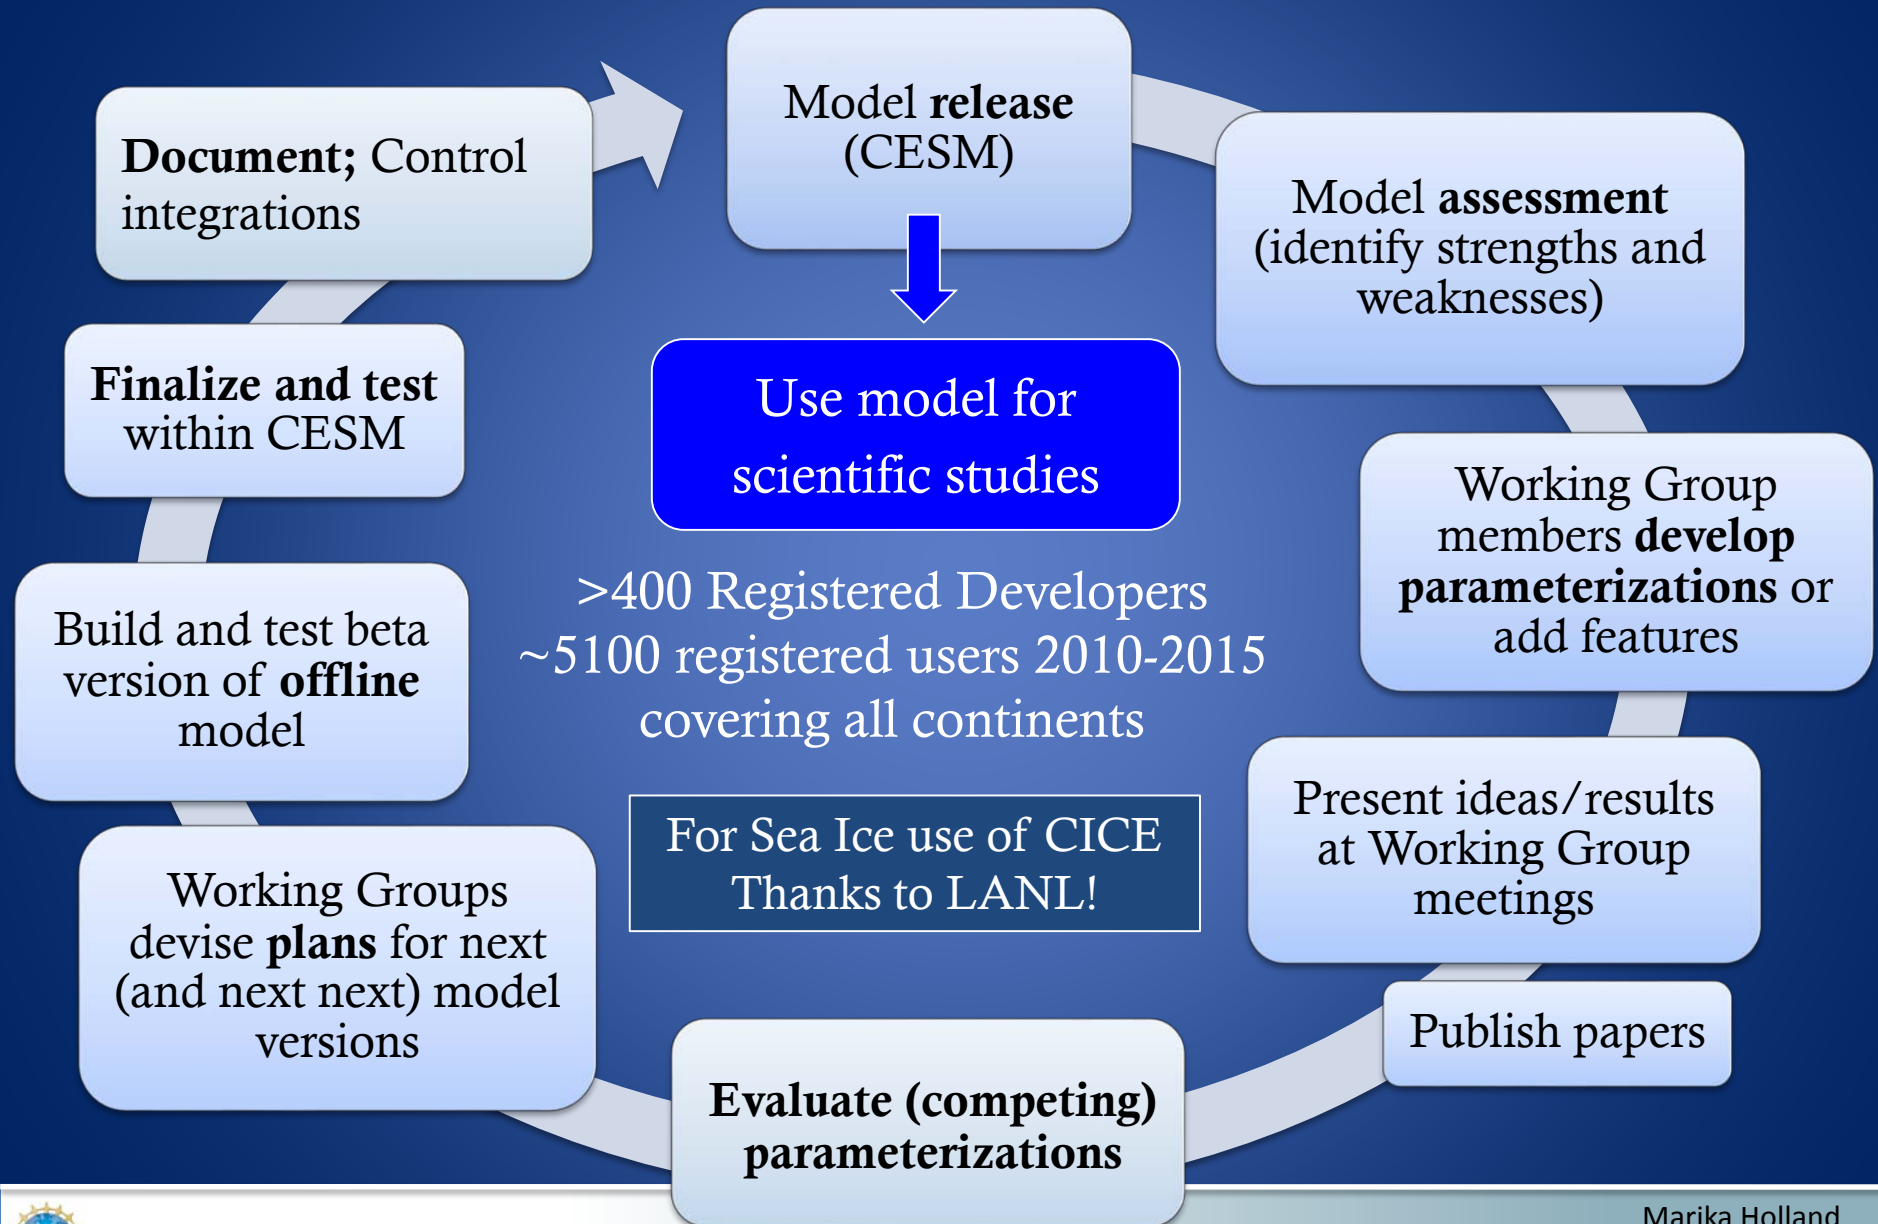 Model release
(CESM)
Model assessment
(identify strengths and
weaknesses)
Working Group
members develop
parameterizations or
add features
Present ideas/results
at Working Group
meetings
Publish papers
Evaluate (competing)
parameterizations
Working Groups
devise plans for next
(and next next) model
versions
Build and test beta
version of offline
model
Finalize and test
within CESM
Document; Control
integrations
Use model for
scientific studies
>400 Registered Developers
~5100 registered users 2010-2015
covering all continents
For Sea Ice use of CICE
Thanks to LANL!
Marika Holland